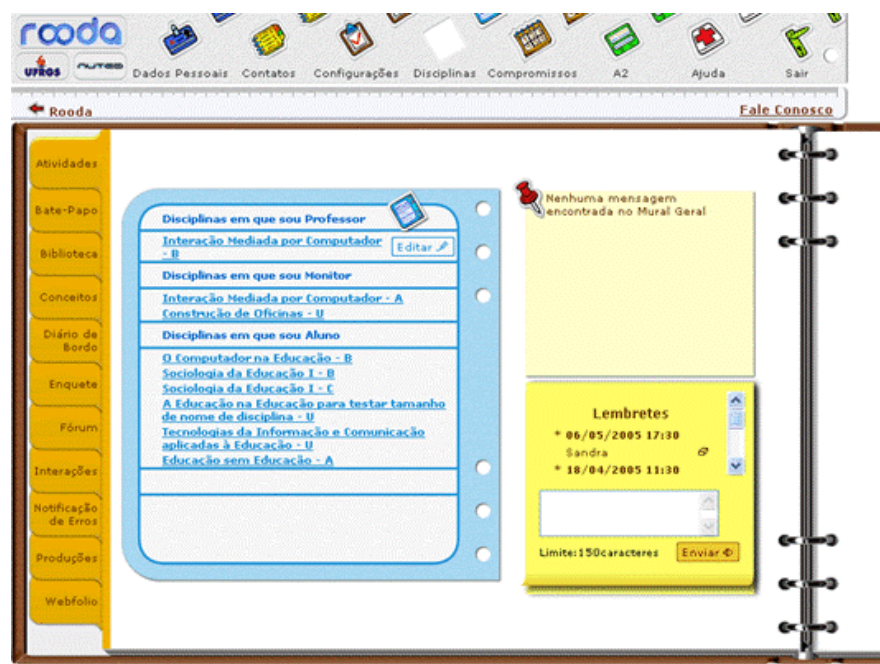 rooda
UFRGS NUTED
Dados Pessoais Contatos Configurações Disciplinas Compromissos A2 Ajuda Sair
Rooda
Fale Conosco
Atividades
Bate-Papo
Biblioteca
Conceitos
Diário de
Bordo
Enquete
Fórum
Interações
Notificação
de Erros
Produções
Webfolio
Disciplinas em que sou Professor
Interação Mediada por Computador
- B
Editar
Disciplinas em que sou Monitor
Interação Mediada por Computador - A
Construção de Oficinas - U
Disciplinas em que sou Aluno
O Computador na Educação - B
Sociologia da Educação I - B
Sociologia da Educação I - C
A Educação na Educação para testar tamanho
de nome de disciplina - U
Tecnologias da Informação e Comunicação
aplicadas à Educação - U
Educação sem Educação - A
Nenhuma mensagem
encontrada no Mural Geral
Lembretes
* 06/05/2005 17:30
Sandra
* 18/04/2005 11:30
Limite:150caracteres
Enviar